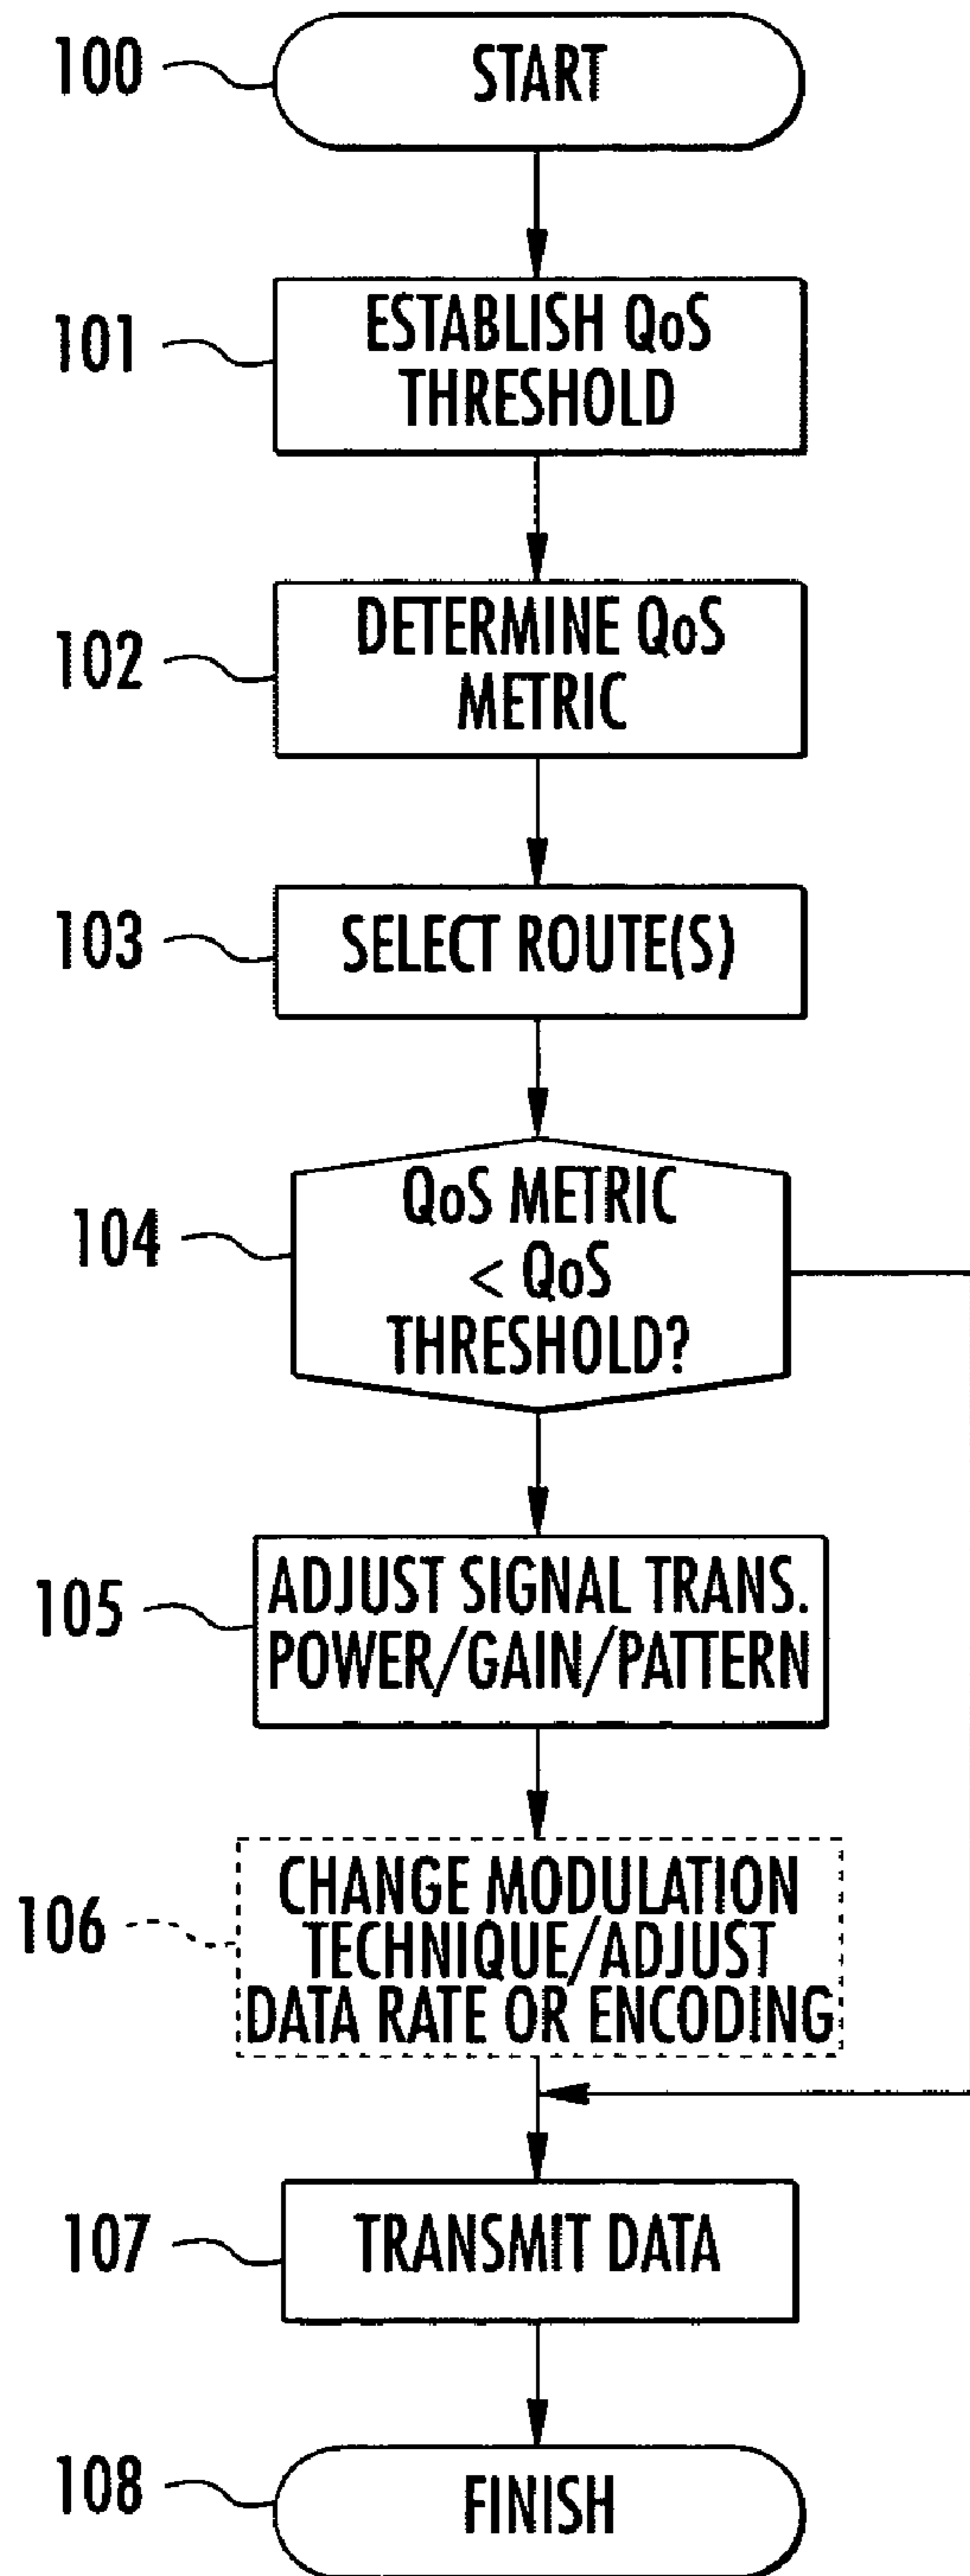 100
START
101
ESTABLISH QoS
THRESHOLD
102
DETERMINE QoS
METRIC
103
SELECT ROUTE(S)
104
QoS METRIC
< QoS
THRESHOLD?
105
ADJUST SIGNAL TRANS.
POWER/GAIN/PATTERN
106
CHANGE MODULATION
TECHNIQUE/ADJUST
DATA RATE OR ENCODING
107
TRANSMIT DATA
108
FINISH